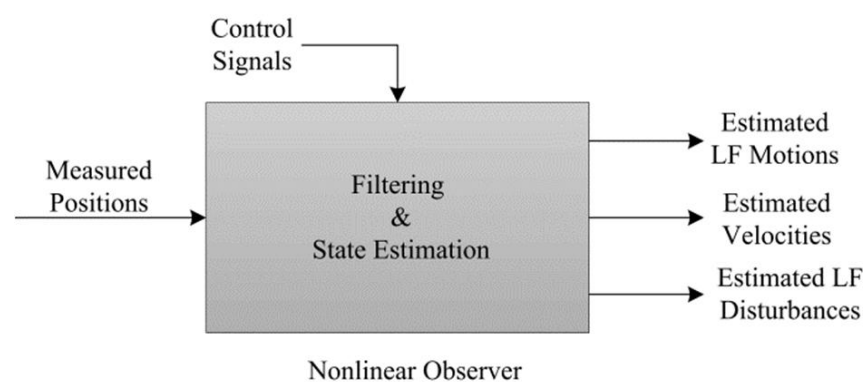 Control
Signals
Measured
Positions
Filtering
&
State Estimation
Estimated
LF Motions
Estimated
Velocities
Estimated LF
Disturbances
Nonlinear Observer